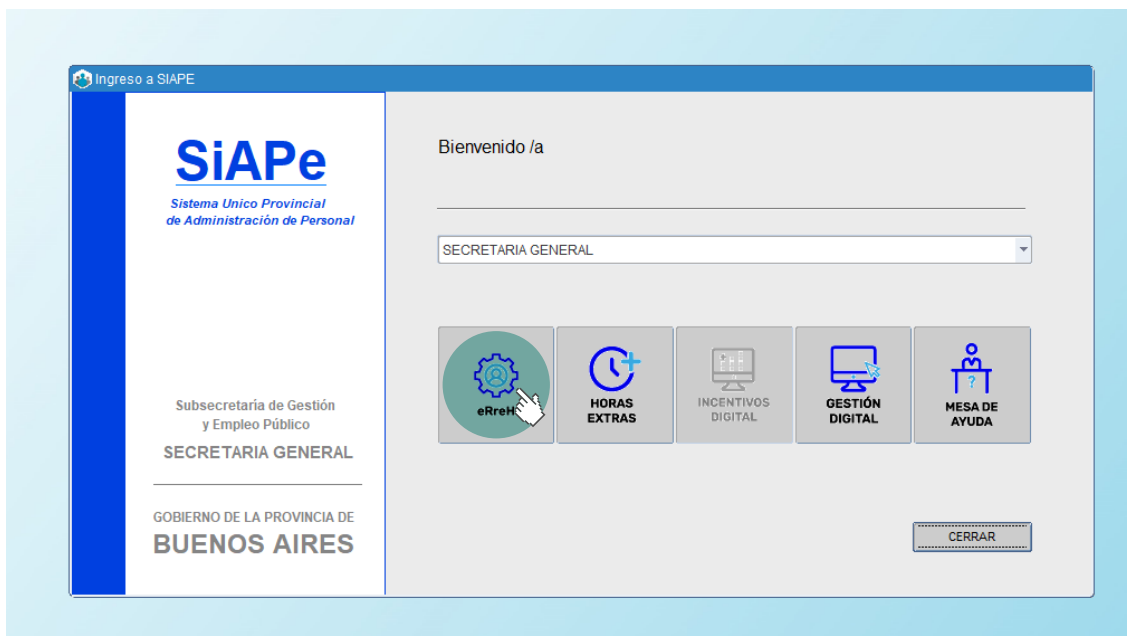 Ingreso a SIAPE
SiAPe
Sistema Unico Provincial
de Administración de Personal
Subsecretaría de Gestión
y Empleo Público
SECRETARIA GENERAL
GOBIERNO DE LA PROVINCIA DE
BUENOS AIRES
Bienvenido /a
SECRETARIA GENERAL
eRreH
HORAS
EXTRAS
INCENTIVOS
DIGITAL
GESTIÓN
DIGITAL
?
MESA DE
AYUDA
CERRAR